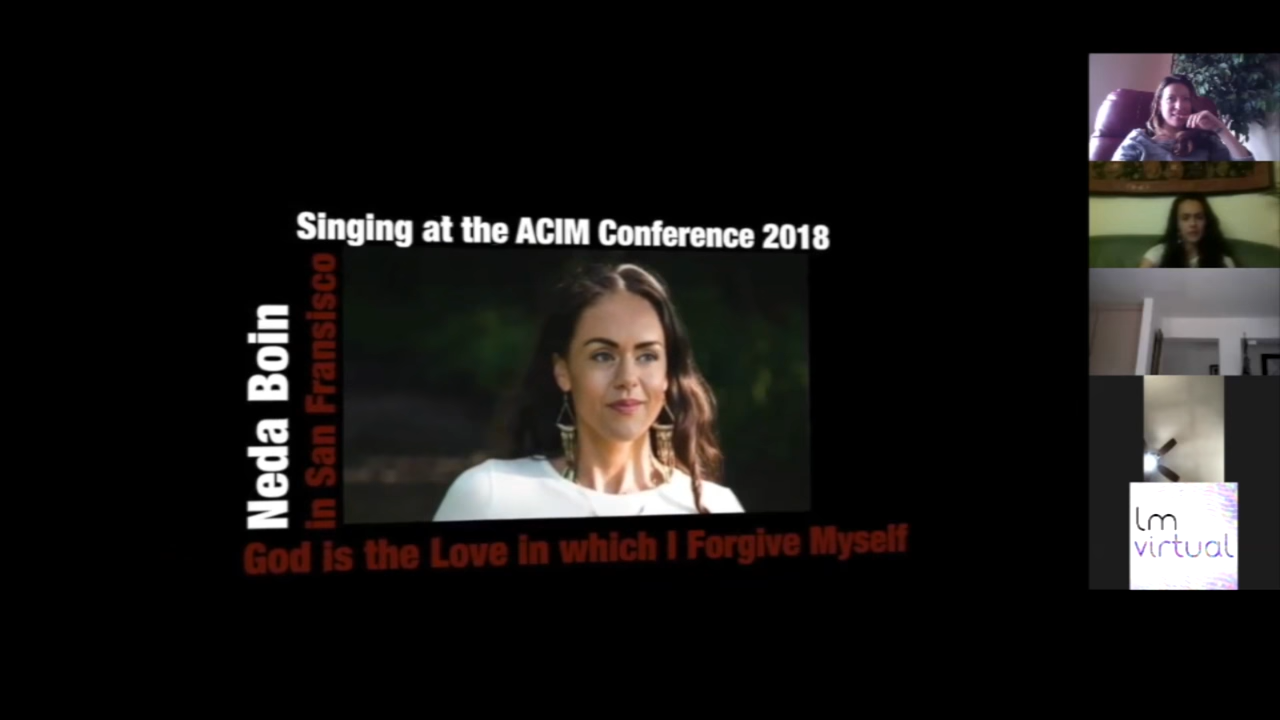 Singing at the ACIM Conference 2018
Neda Boin
in San Fransisco
God is the Love in which I Forgive Myself
lm
virtual